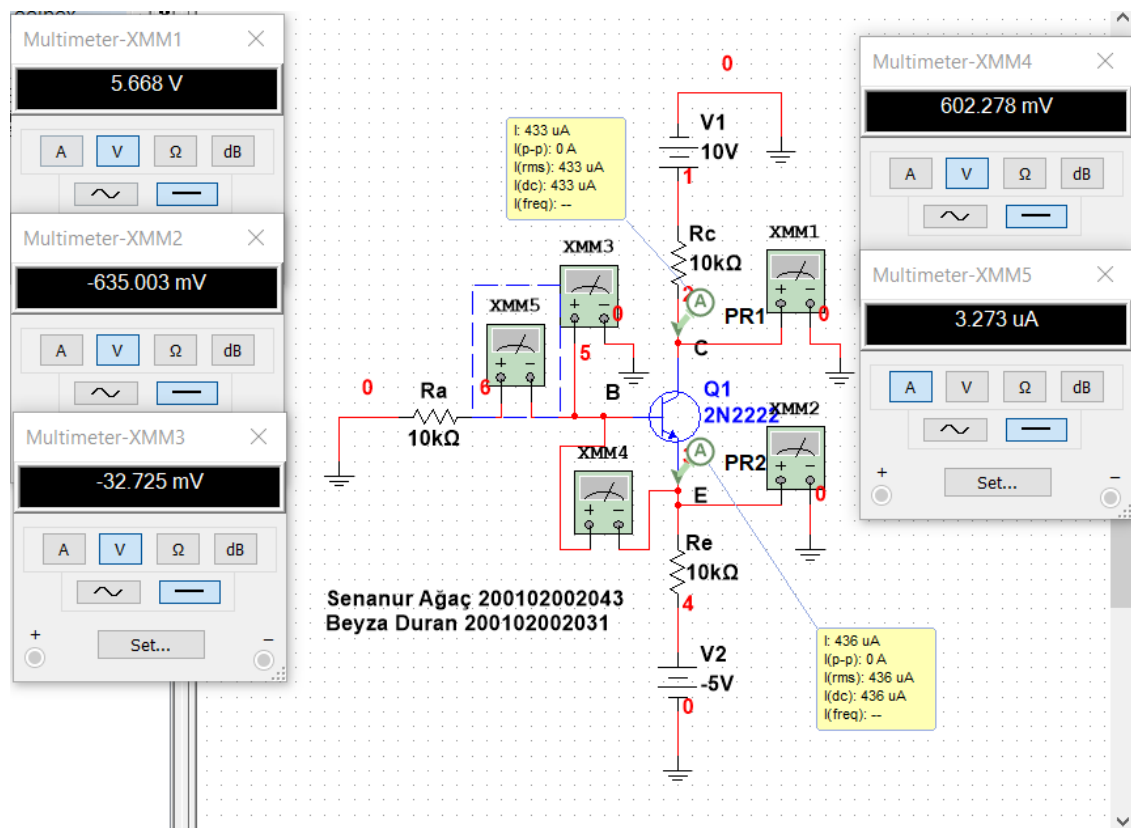 Multimeter-XMM1
5.668 V
A V Ω dB
Multimeter-XMM2
-635.003 mV
A V Ω dB
Multimeter-XMM3
-32.725 mV
A V Ω dB
+ Set... −
Multimeter-XMM4
602.278 mV
A V Ω dB
Multimeter-XMM5
3.273 uA
A V Ω dB
+ Set... −
0
V1
10V
1
I: 433 uA
I(p-p): 0 A
I(rms): 433 uA
I(dc): 433 uA
I(freq): --
Rc
10kΩ
2
A
PR1
C
XMM1
+ −
0
XMM3
+ −
0
5
XMM5
+ −
6
0
Ra
10kΩ
B
Q1
2N2222
XMM2
+ −
0
XMM4
+ −
A
PR2
E
Re
10kΩ
4
Senanur Ağaç 200102002043
Beyza Duran 200102002031
V2
-5V
0
I: 436 uA
I(p-p): 0 A
I(rms): 436 uA
I(dc): 436 uA
I(freq): --